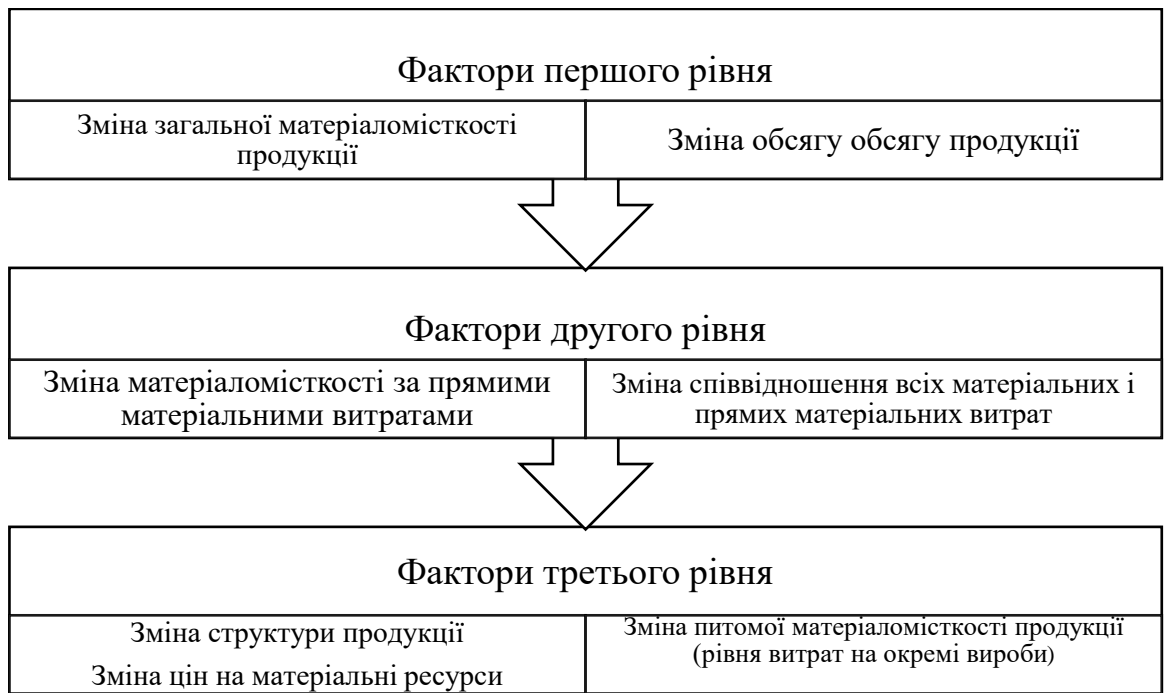 Фактори першого рівня
Зміна загальної матеріаломісткості
продукції
Зміна обсягу обсягу продукції
Фактори другого рівня
Зміна матеріаломісткості за прямими
матеріальними витратами
Зміна співвідношення всіх матеріальних і
прямих матеріальних витрат
Фактори третього рівня
Зміна структури продукції
Зміна цін на матеріальні ресурси
Зміна питомої матеріаломісткості продукції
(рівня витрат на окремі вироби)